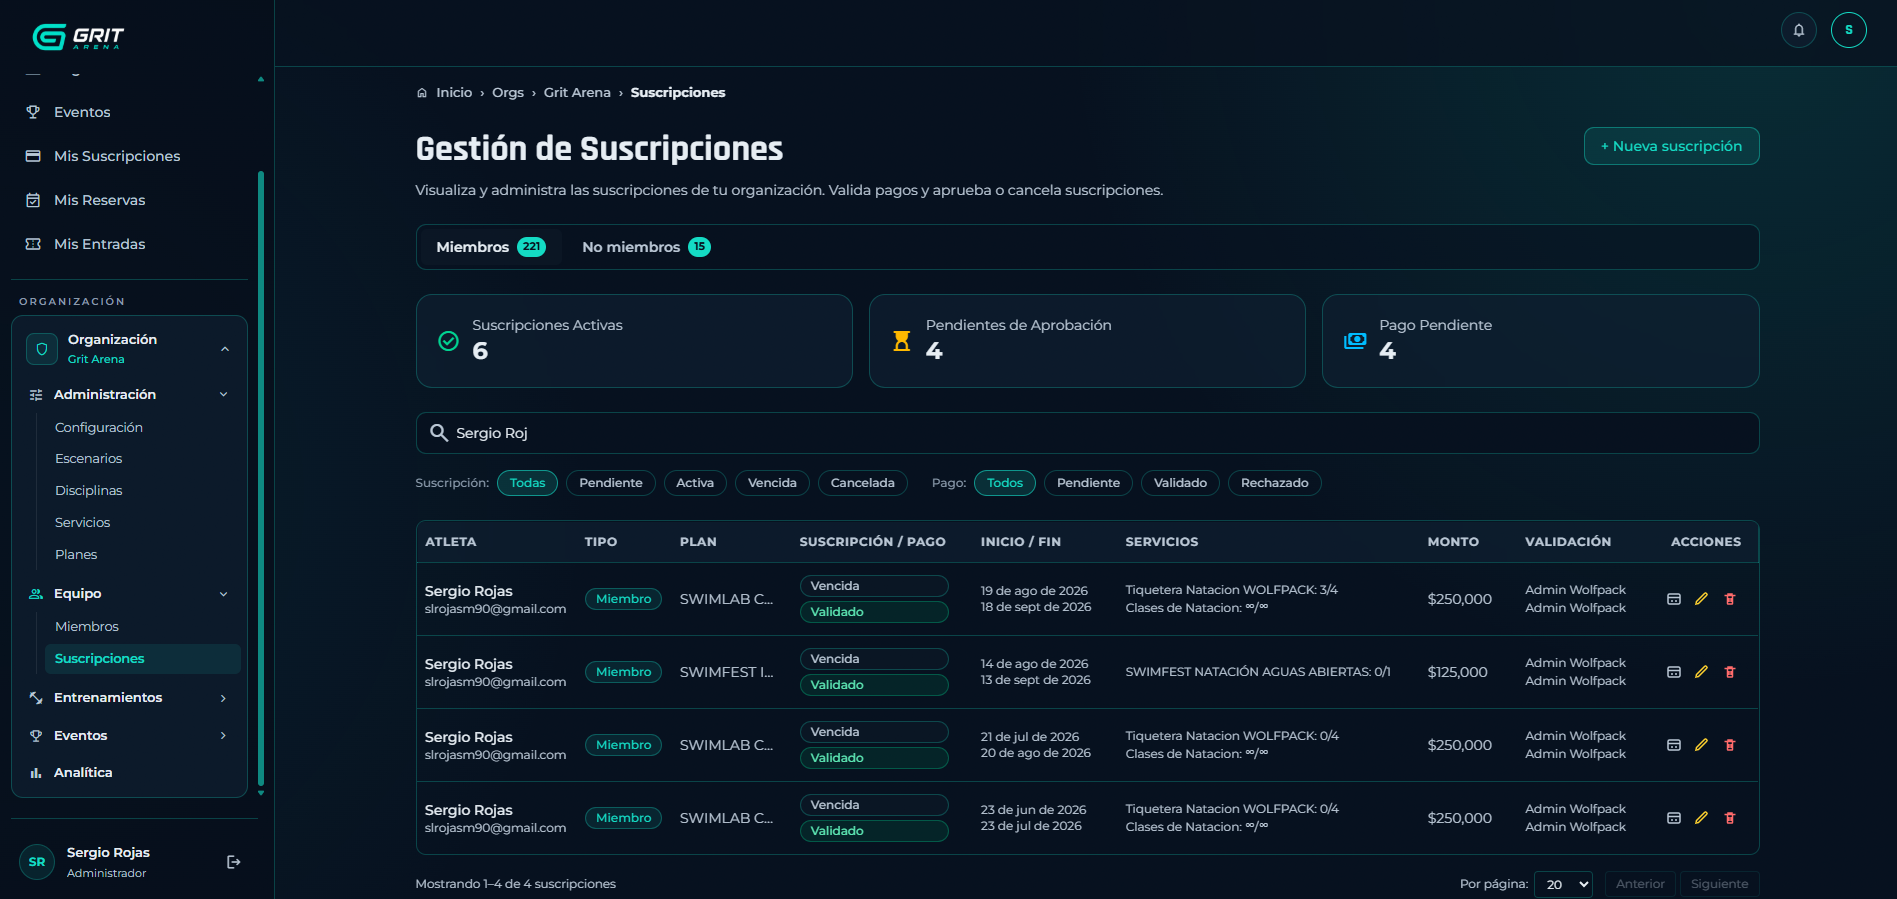 GRIT
ARENA
Eventos
Mis Suscripciones
Mis Reservas
Mis Entradas
ORGANIZACIÓN
Organización
Grit Arena
Administración
Configuración
Escenarios
Disciplinas
Servicios
Planes
Equipo
Miembros
Suscripciones
Entrenamientos
Eventos
Analítica
SR
Sergio Rojas
Administrador
S
Inicio › Orgs › Grit Arena › Suscripciones
Gestión de Suscripciones
+ Nueva suscripción
Visualiza y administra las suscripciones de tu organización. Valida pagos y aprueba o cancela suscripciones.
Miembros 221 No miembros 15
Suscripciones Activas
6
Pendientes de Aprobación
4
Pago Pendiente
4
Sergio Roj
Suscripción: Todas Pendiente Activa Vencida Cancelada Pago: Todos Pendiente Validado Rechazado
ATLETA TIPO PLAN SUSCRIPCIÓN / PAGO INICIO / FIN SERVICIOS MONTO VALIDACIÓN ACCIONES
Sergio Rojas
slrojasm90@gmail.com
Miembro
SWIMLAB C...
Vencida
Validado
19 de ago de 2026
18 de sept de 2026
Tiquetera Natacion WOLFPACK: 3/4
Clases de Natacion: ∞/∞
$250,000
Admin Wolfpack
Admin Wolfpack
Sergio Rojas
slrojasm90@gmail.com
Miembro
SWIMFEST I...
Vencida
Validado
14 de ago de 2026
13 de sept de 2026
SWIMFEST NATACIÓN AGUAS ABIERTAS: 0/1
$125,000
Admin Wolfpack
Admin Wolfpack
Sergio Rojas
slrojasm90@gmail.com
Miembro
SWIMLAB C...
Vencida
Validado
21 de jul de 2026
20 de ago de 2026
Tiquetera Natacion WOLFPACK: 0/4
Clases de Natacion: ∞/∞
$250,000
Admin Wolfpack
Admin Wolfpack
Sergio Rojas
slrojasm90@gmail.com
Miembro
SWIMLAB C...
Vencida
Validado
23 de jun de 2026
23 de jul de 2026
Tiquetera Natacion WOLFPACK: 0/4
Clases de Natacion: ∞/∞
$250,000
Admin Wolfpack
Admin Wolfpack
Mostrando 1–4 de 4 suscripciones
Por página: 20 Anterior Siguiente